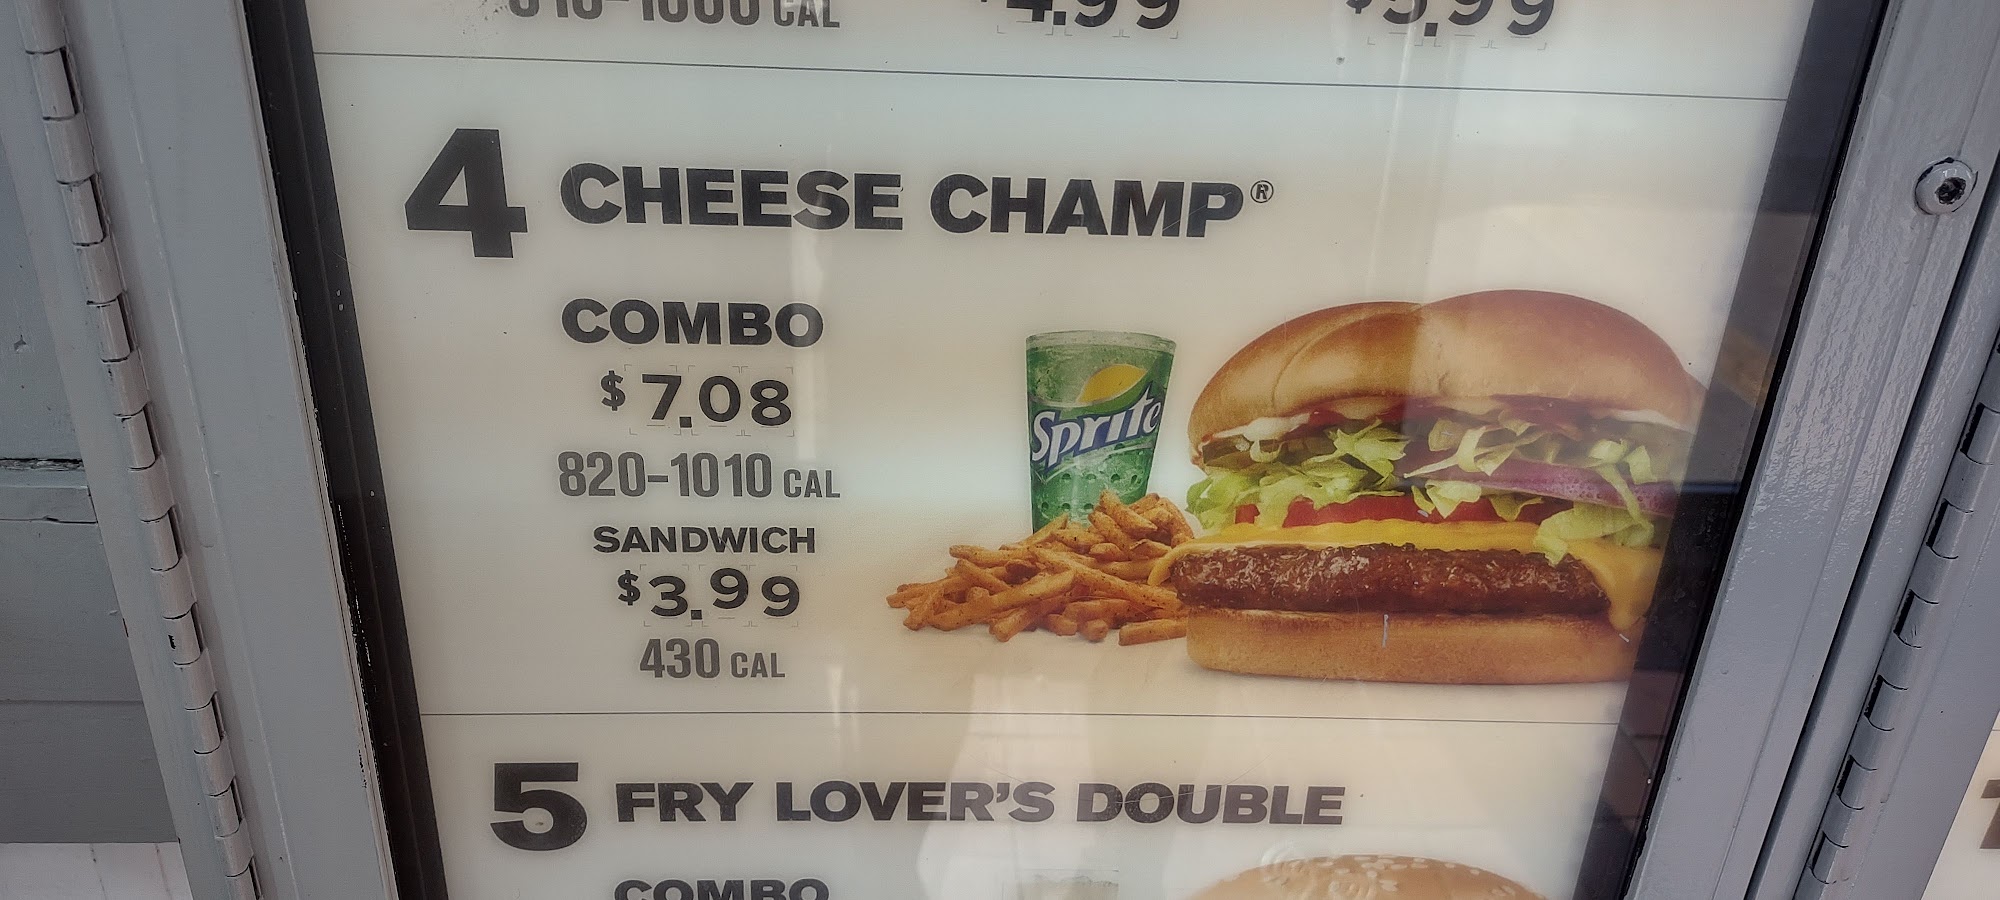 CAL
4 CHEESE CHAMP®
COMBO
$7.08
820-1010 CAL
SANDWICH
$3.99
430 CAL
Sprite
5 FRY LOVER'S DOUBLE
COMBO